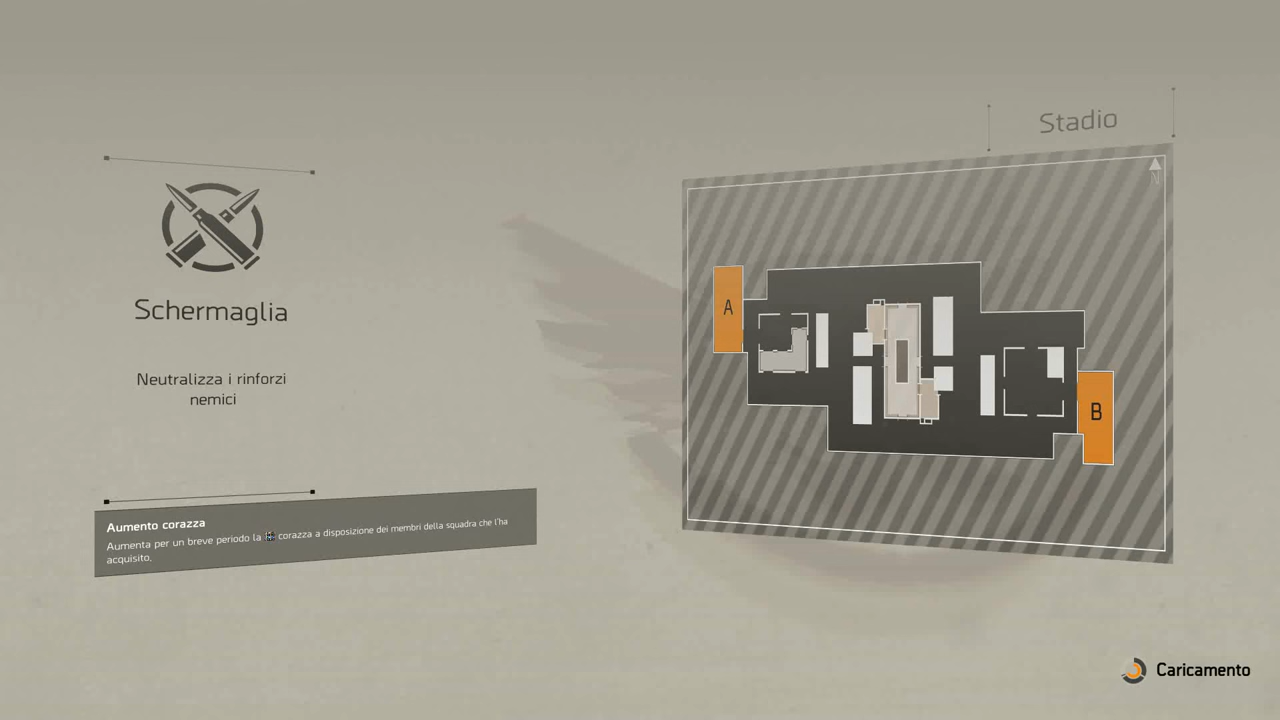 Stadio
N
Schermaglia
Neutralizza i rinforzi
nemici
A
B
Aumento corazza
Aumenta per un breve periodo la corazza a disposizione dei membri della squadra che l'ha
acquisito.
Caricamento